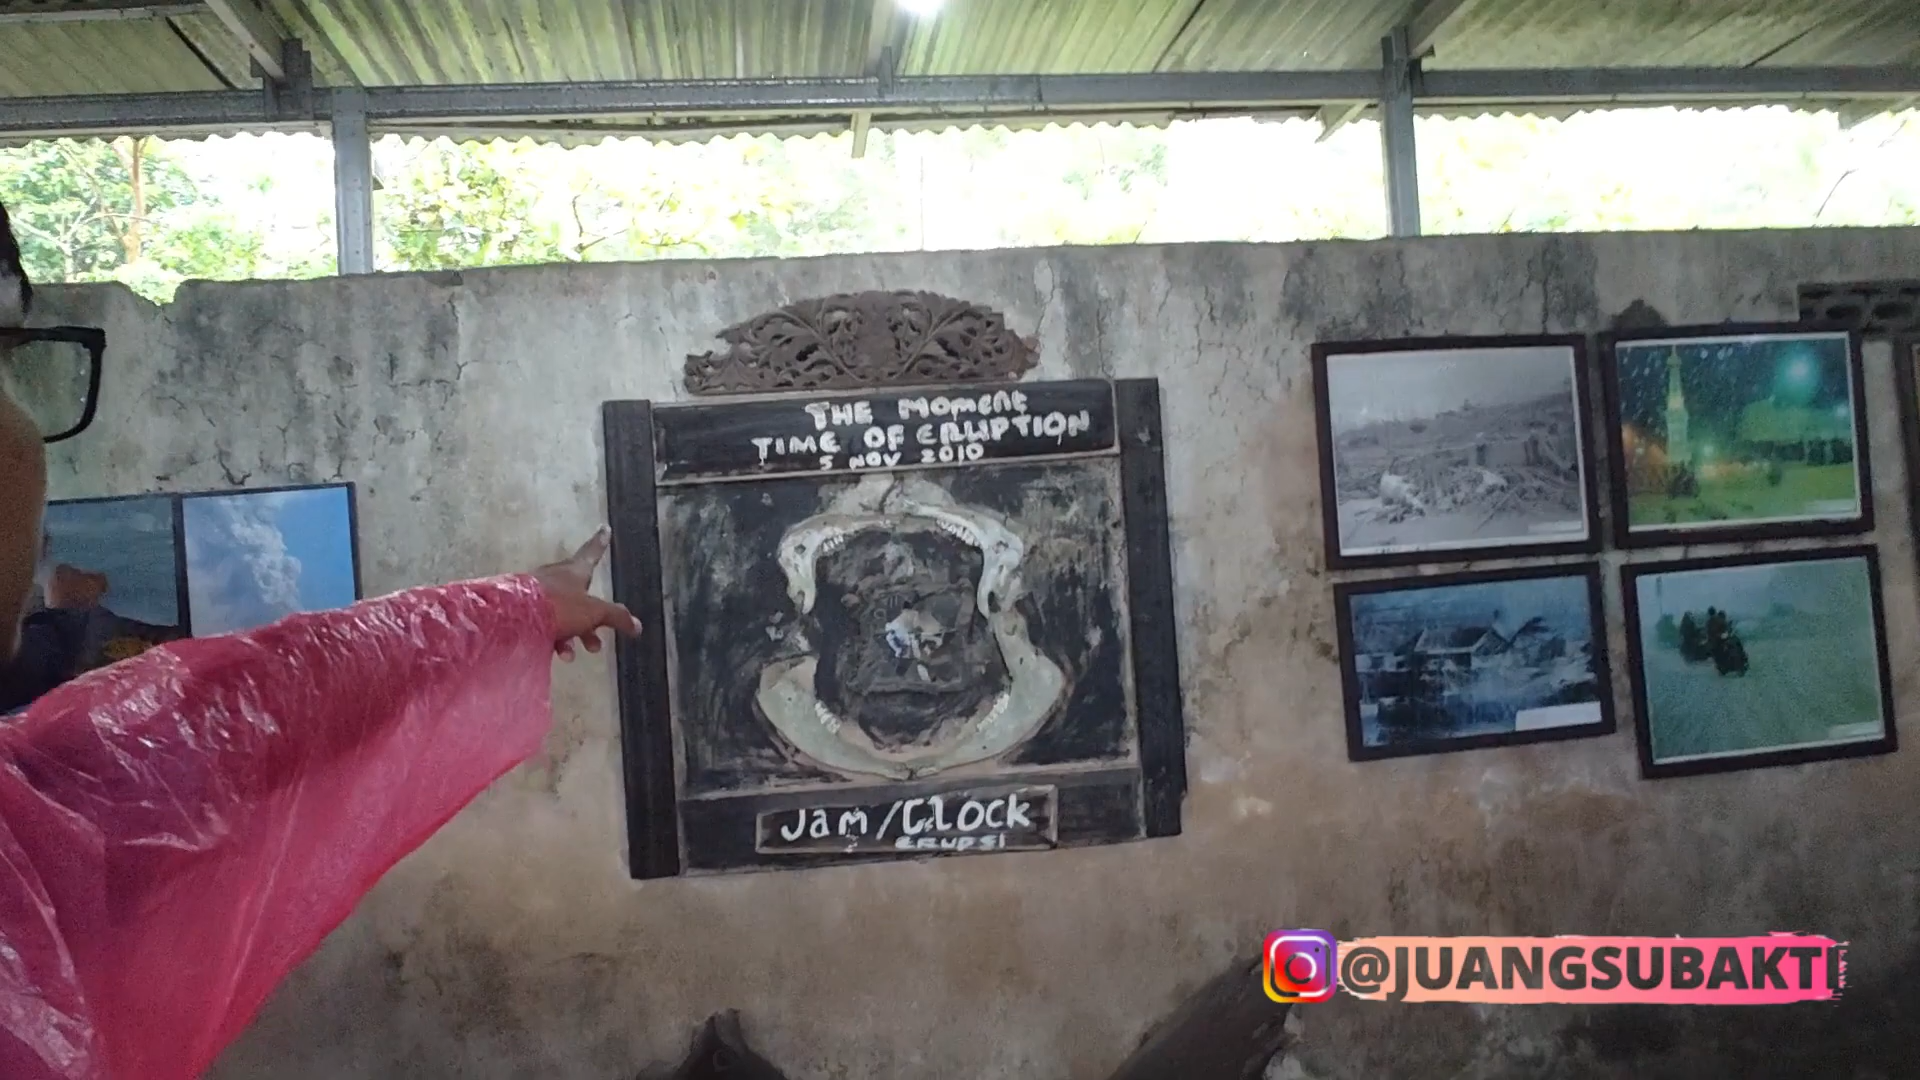 THE MOMENT
TIME OF ERUPTION
5 NOV 2010
Jam/Clock
ERUPSI
@JUANGSUBAKTI